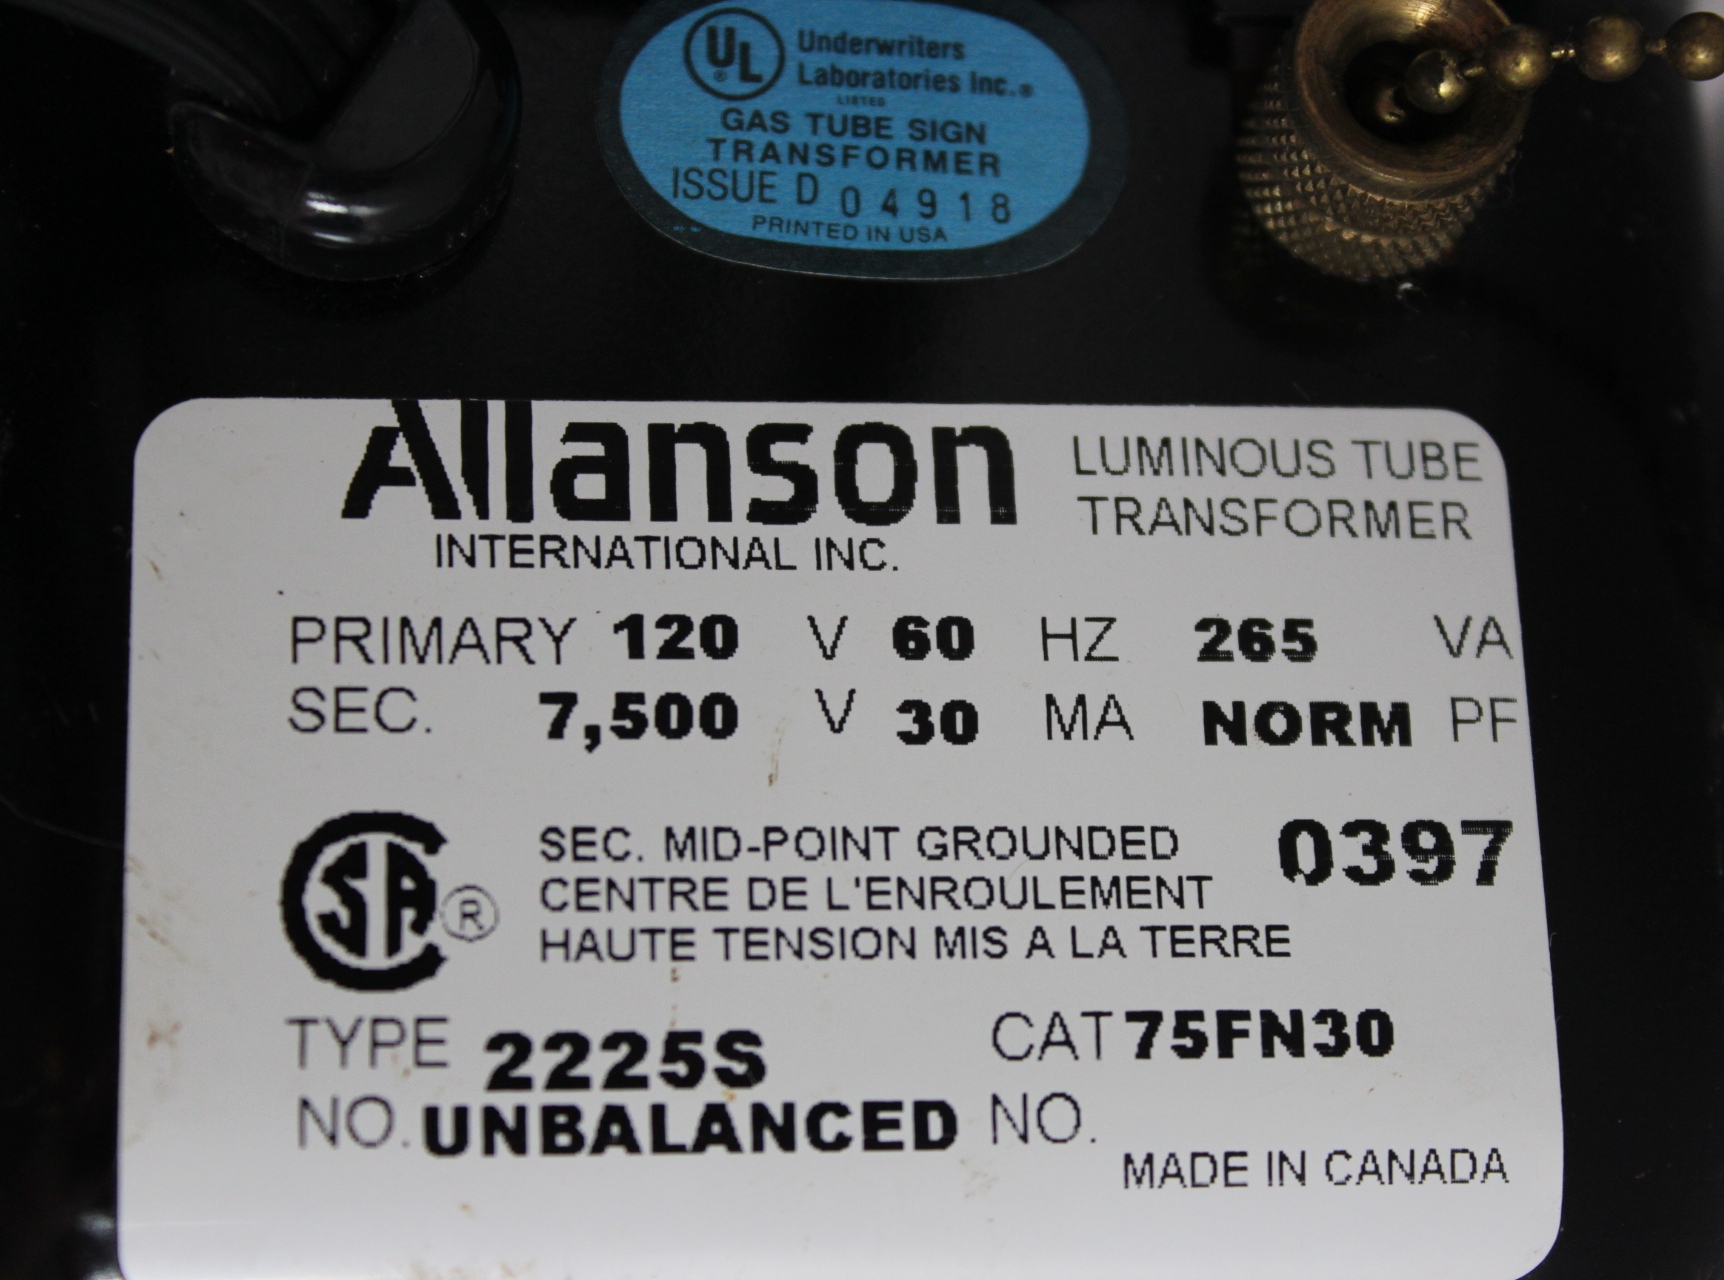 UL ® Underwriters
Laboratories Inc.®
LISTED
GAS TUBE SIGN
TRANSFORMER
ISSUE D 04918
PRINTED IN USA
Allanson
INTERNATIONAL INC.
LUMINOUS TUBE
TRANSFORMER
PRIMARY 120 V 60 HZ 265 VA
SEC. 7,500 V 30 MA NORM PF
SA ®
SEC. MID-POINT GROUNDED
CENTRE DE L'ENROULEMENT
HAUTE TENSION MIS A LA TERRE
0397
TYPE 2225S CAT 75FN30
NO. UNBALANCED NO.
MADE IN CANADA